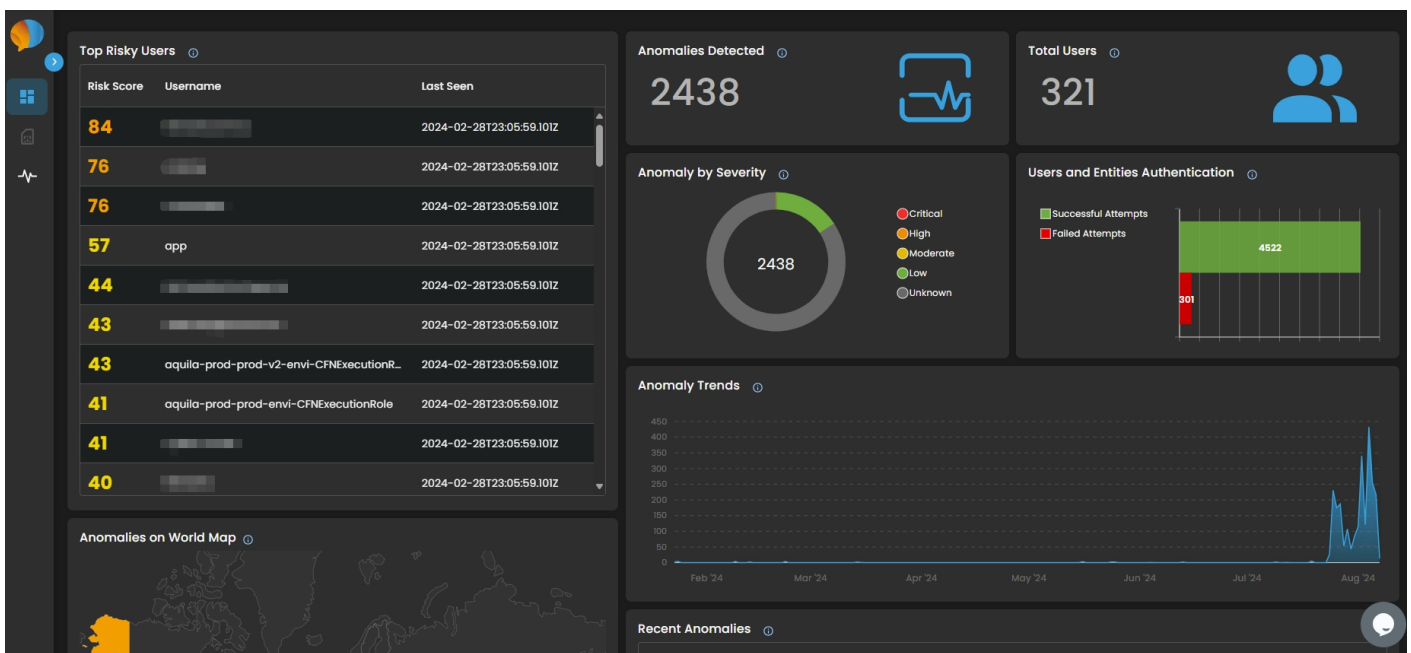 Top Risky Users
Risk Score Username Last Seen
84 2024-02-28T23:05:59.101Z
76 2024-02-28T23:05:59.101Z
76 2024-02-28T23:05:59.101Z
57 app 2024-02-28T23:05:59.101Z
44 2024-02-28T23:05:59.101Z
43 2024-02-28T23:05:59.101Z
43 aquila-prod-prod-v2-envi-CFNExecutionR... 2024-02-28T23:05:59.101Z
41 aquila-prod-prod-envi-CFNExecutionRole 2024-02-28T23:05:59.101Z
41 2024-02-28T23:05:59.101Z
40 2024-02-28T23:05:59.101Z
Anomalies on World Map
Anomalies Detected
2438
Total Users
321
Anomaly by Severity
2438
Critical
High
Moderate
Low
Unknown
Users and Entities Authentication
Successful Attempts
Failed Attempts
4522
301
Anomaly Trends
450
400
350
300
250
200
150
100
50
0
Feb '24 Mar '24 Apr '24 May '24 Jun '24 Jul '24 Aug '24
Recent Anomalies